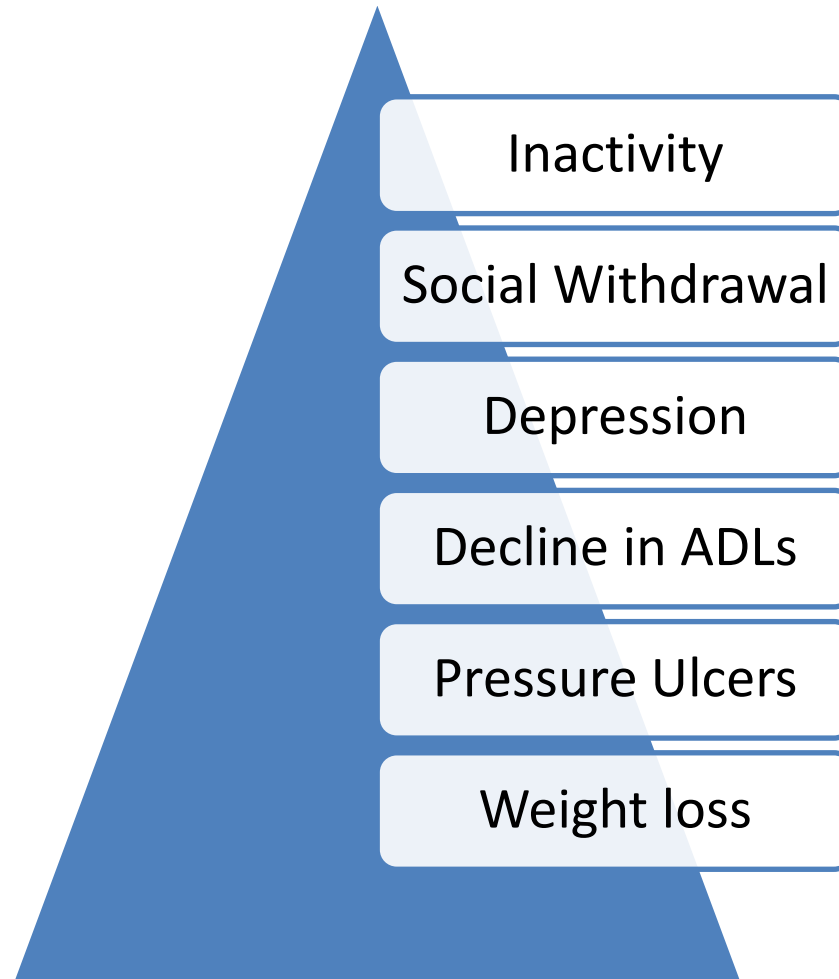 Inactivity
Social Withdrawal
Depression
Decline in ADLs
Pressure Ulcers
Weight loss